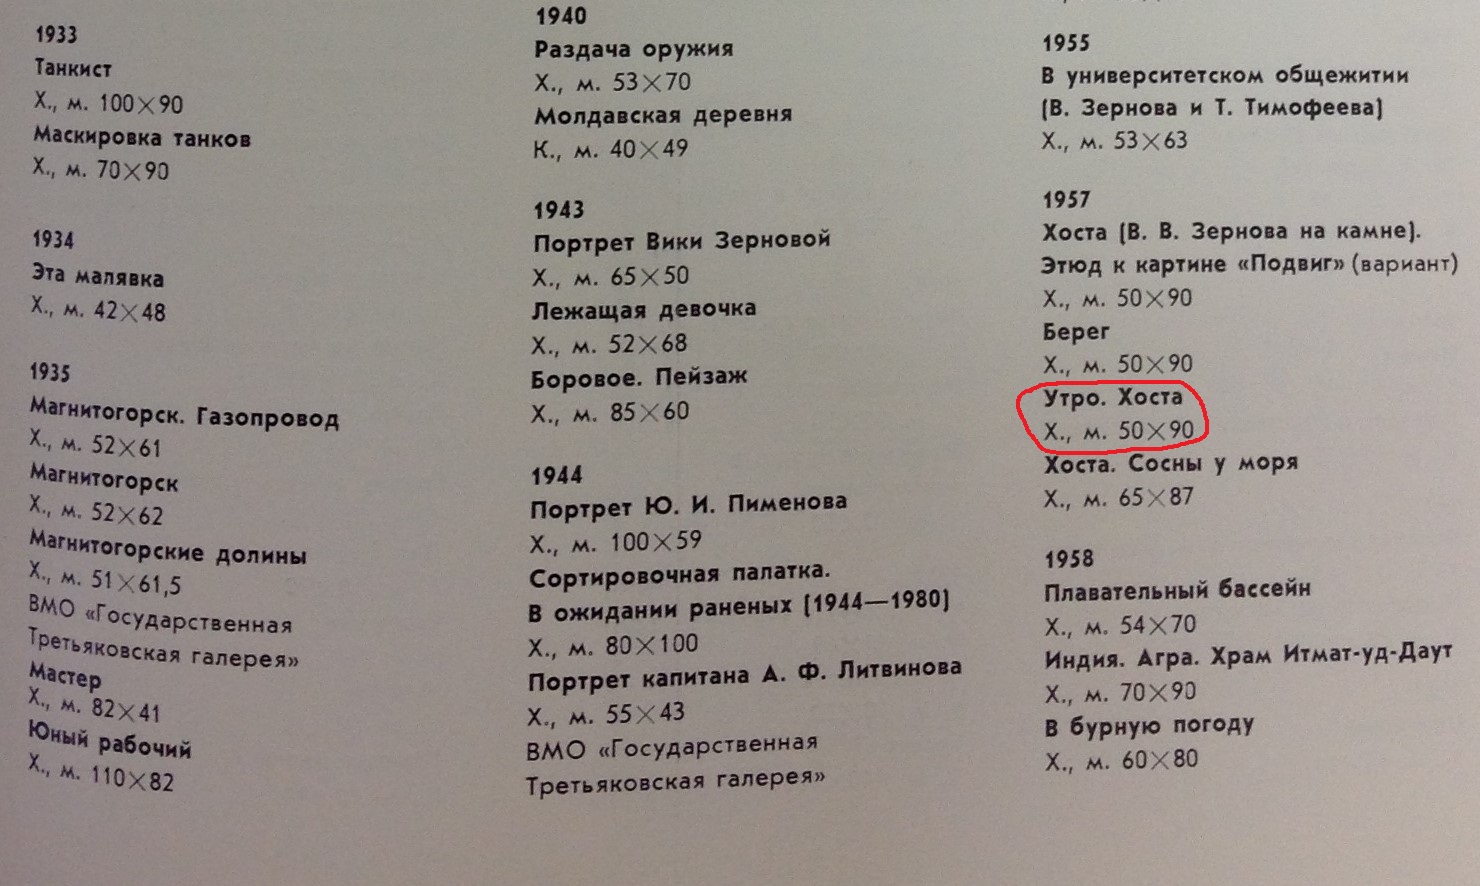 1933
Танкист
Х., м. 100×90
Маскировка танков
Х., м. 70×90
1934
Эта малявка
Х., м. 42×48
1935
Магнитогорск. Газопровод
Х., м. 52×61
Магнитогорск
Х., м. 52×62
Магнитогорские долины
Х., м. 51×61,5
ВМО «Государственная
Третьяковская галерея»
Мастер
Х., м. 82×41
Юный рабочий
Х., м. 110×82
1940
Раздача оружия
Х., м. 53×70
Молдавская деревня
К., м. 40×49
1943
Портрет Вики Зерновой
Х., м. 65×50
Лежащая девочка
Х., м. 52×68
Боровое. Пейзаж
Х., м. 85×60
1944
Портрет Ю. И. Пименова
Х., м. 100×59
Сортировочная палатка.
В ожидании раненых (1944—1980)
Х., м. 80×100
Портрет капитана А. Ф. Литвинова
Х., м. 55×43
ВМО «Государственная
Третьяковская галерея»
1955
В университетском общежитии
(В. Зернова и Т. Тимофеева)
Х., м. 53×63
1957
Хоста (В. В. Зернова на камне).
Этюд к картине «Подвиг» (вариант)
Х., м. 50×90
Берег
Х., м. 50×90
Утро. Хоста
Х., м. 50×90
Хоста. Сосны у моря
Х., м. 65×87
1958
Плавательный бассейн
Х., м. 54×70
Индия. Агра. Храм Итмат-уд-Даут
Х., м. 70×90
В бурную погоду
Х., м. 60×80